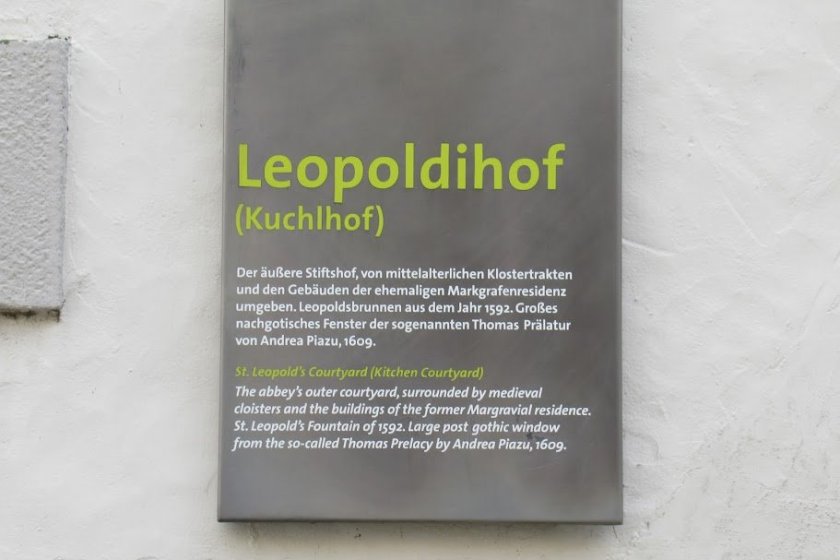 Leopoldihof
(Kuchlhof)
Der äußere Stiftshof, von mittelalterlichen Klostertrakten
und den Gebäuden der ehemaligen Markgrafenresidenz
umgeben. Leopoldsbrunnen aus dem Jahr 1592. Großes
nachgotisches Fenster der sogenannten Thomas Prälatur
von Andrea Piazu, 1609.
St. Leopold's Courtyard (Kitchen Courtyard)
The abbey's outer courtyard, surrounded by medieval
cloisters and the buildings of the former Margravial residence.
St. Leopold's Fountain of 1592. Large post gothic window
from the so-called Thomas Prelacy by Andrea Piazu, 1609.